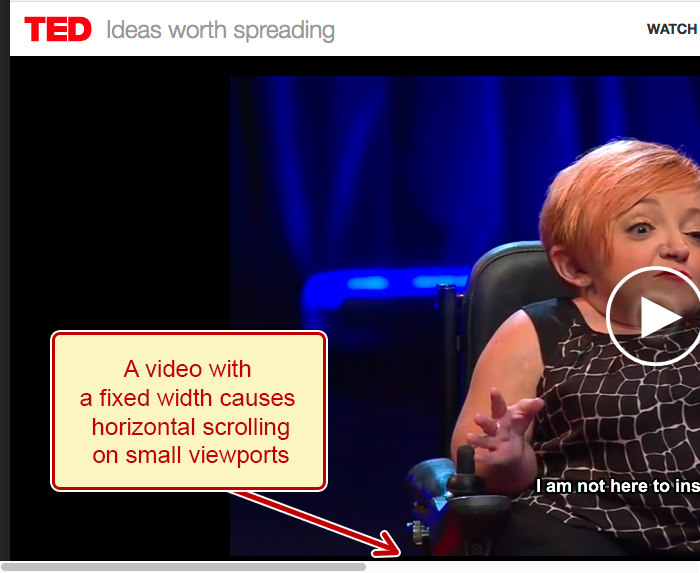 TED Ideas worth spreading WATCH
A video with
a fixed width causes
horizontal scrolling
on small viewports
I am not here to ins